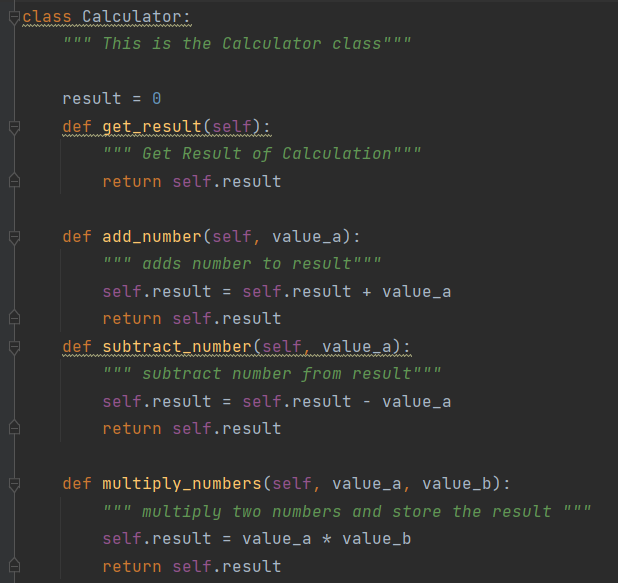 class Calculator:
    """ This is the Calculator class"""

    result = 0
    def get_result(self):
        """ Get Result of Calculation"""
        return self.result

    def add_number(self, value_a):
        """ adds number to result"""
        self.result = self.result + value_a
        return self.result
    def subtract_number(self, value_a):
        """ subtract number from result"""
        self.result = self.result - value_a
        return self.result

    def multiply_numbers(self, value_a, value_b):
        """ multiply two numbers and store the result """
        self.result = value_a * value_b
        return self.result